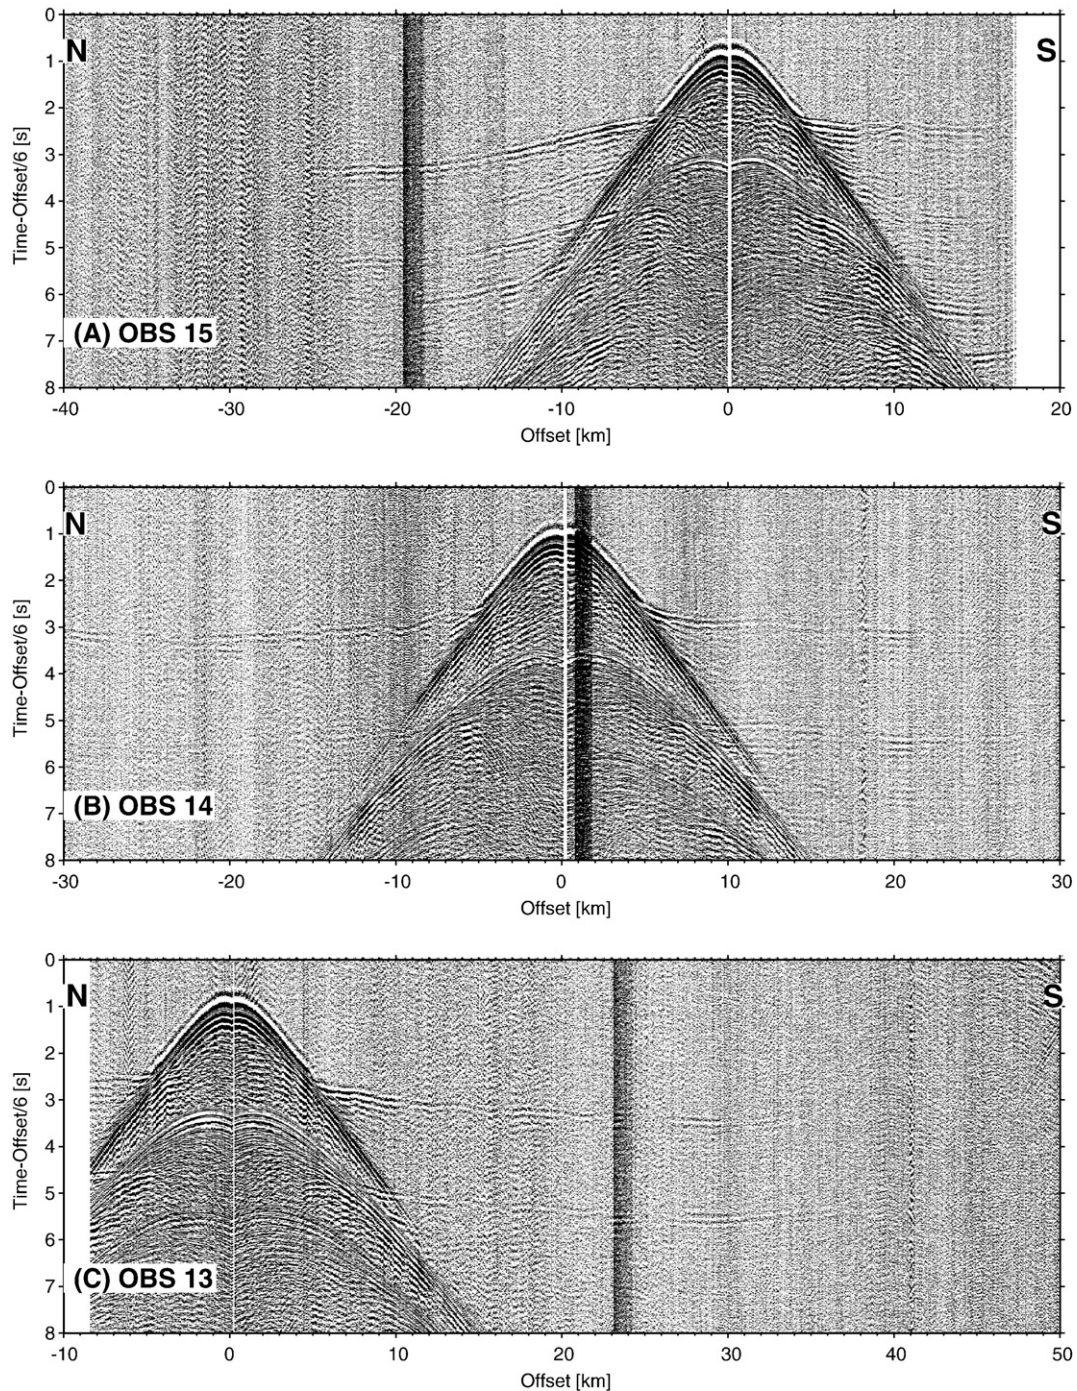 0
1
2
3
4
5
6
7
8
Time-Offset/6 [s]
N
S
(A) OBS 15
-40 -30 -20 -10 0 10 20
Offset [km]
0
1
2
3
4
5
6
7
8
Time-Offset/6 [s]
N
S
(B) OBS 14
-30 -20 -10 0 10 20 30
Offset [km]
0
1
2
3
4
5
6
7
8
Time-Offset/6 [s]
N
S
(C) OBS 13
-10 0 10 20 30 40 50
Offset [km]